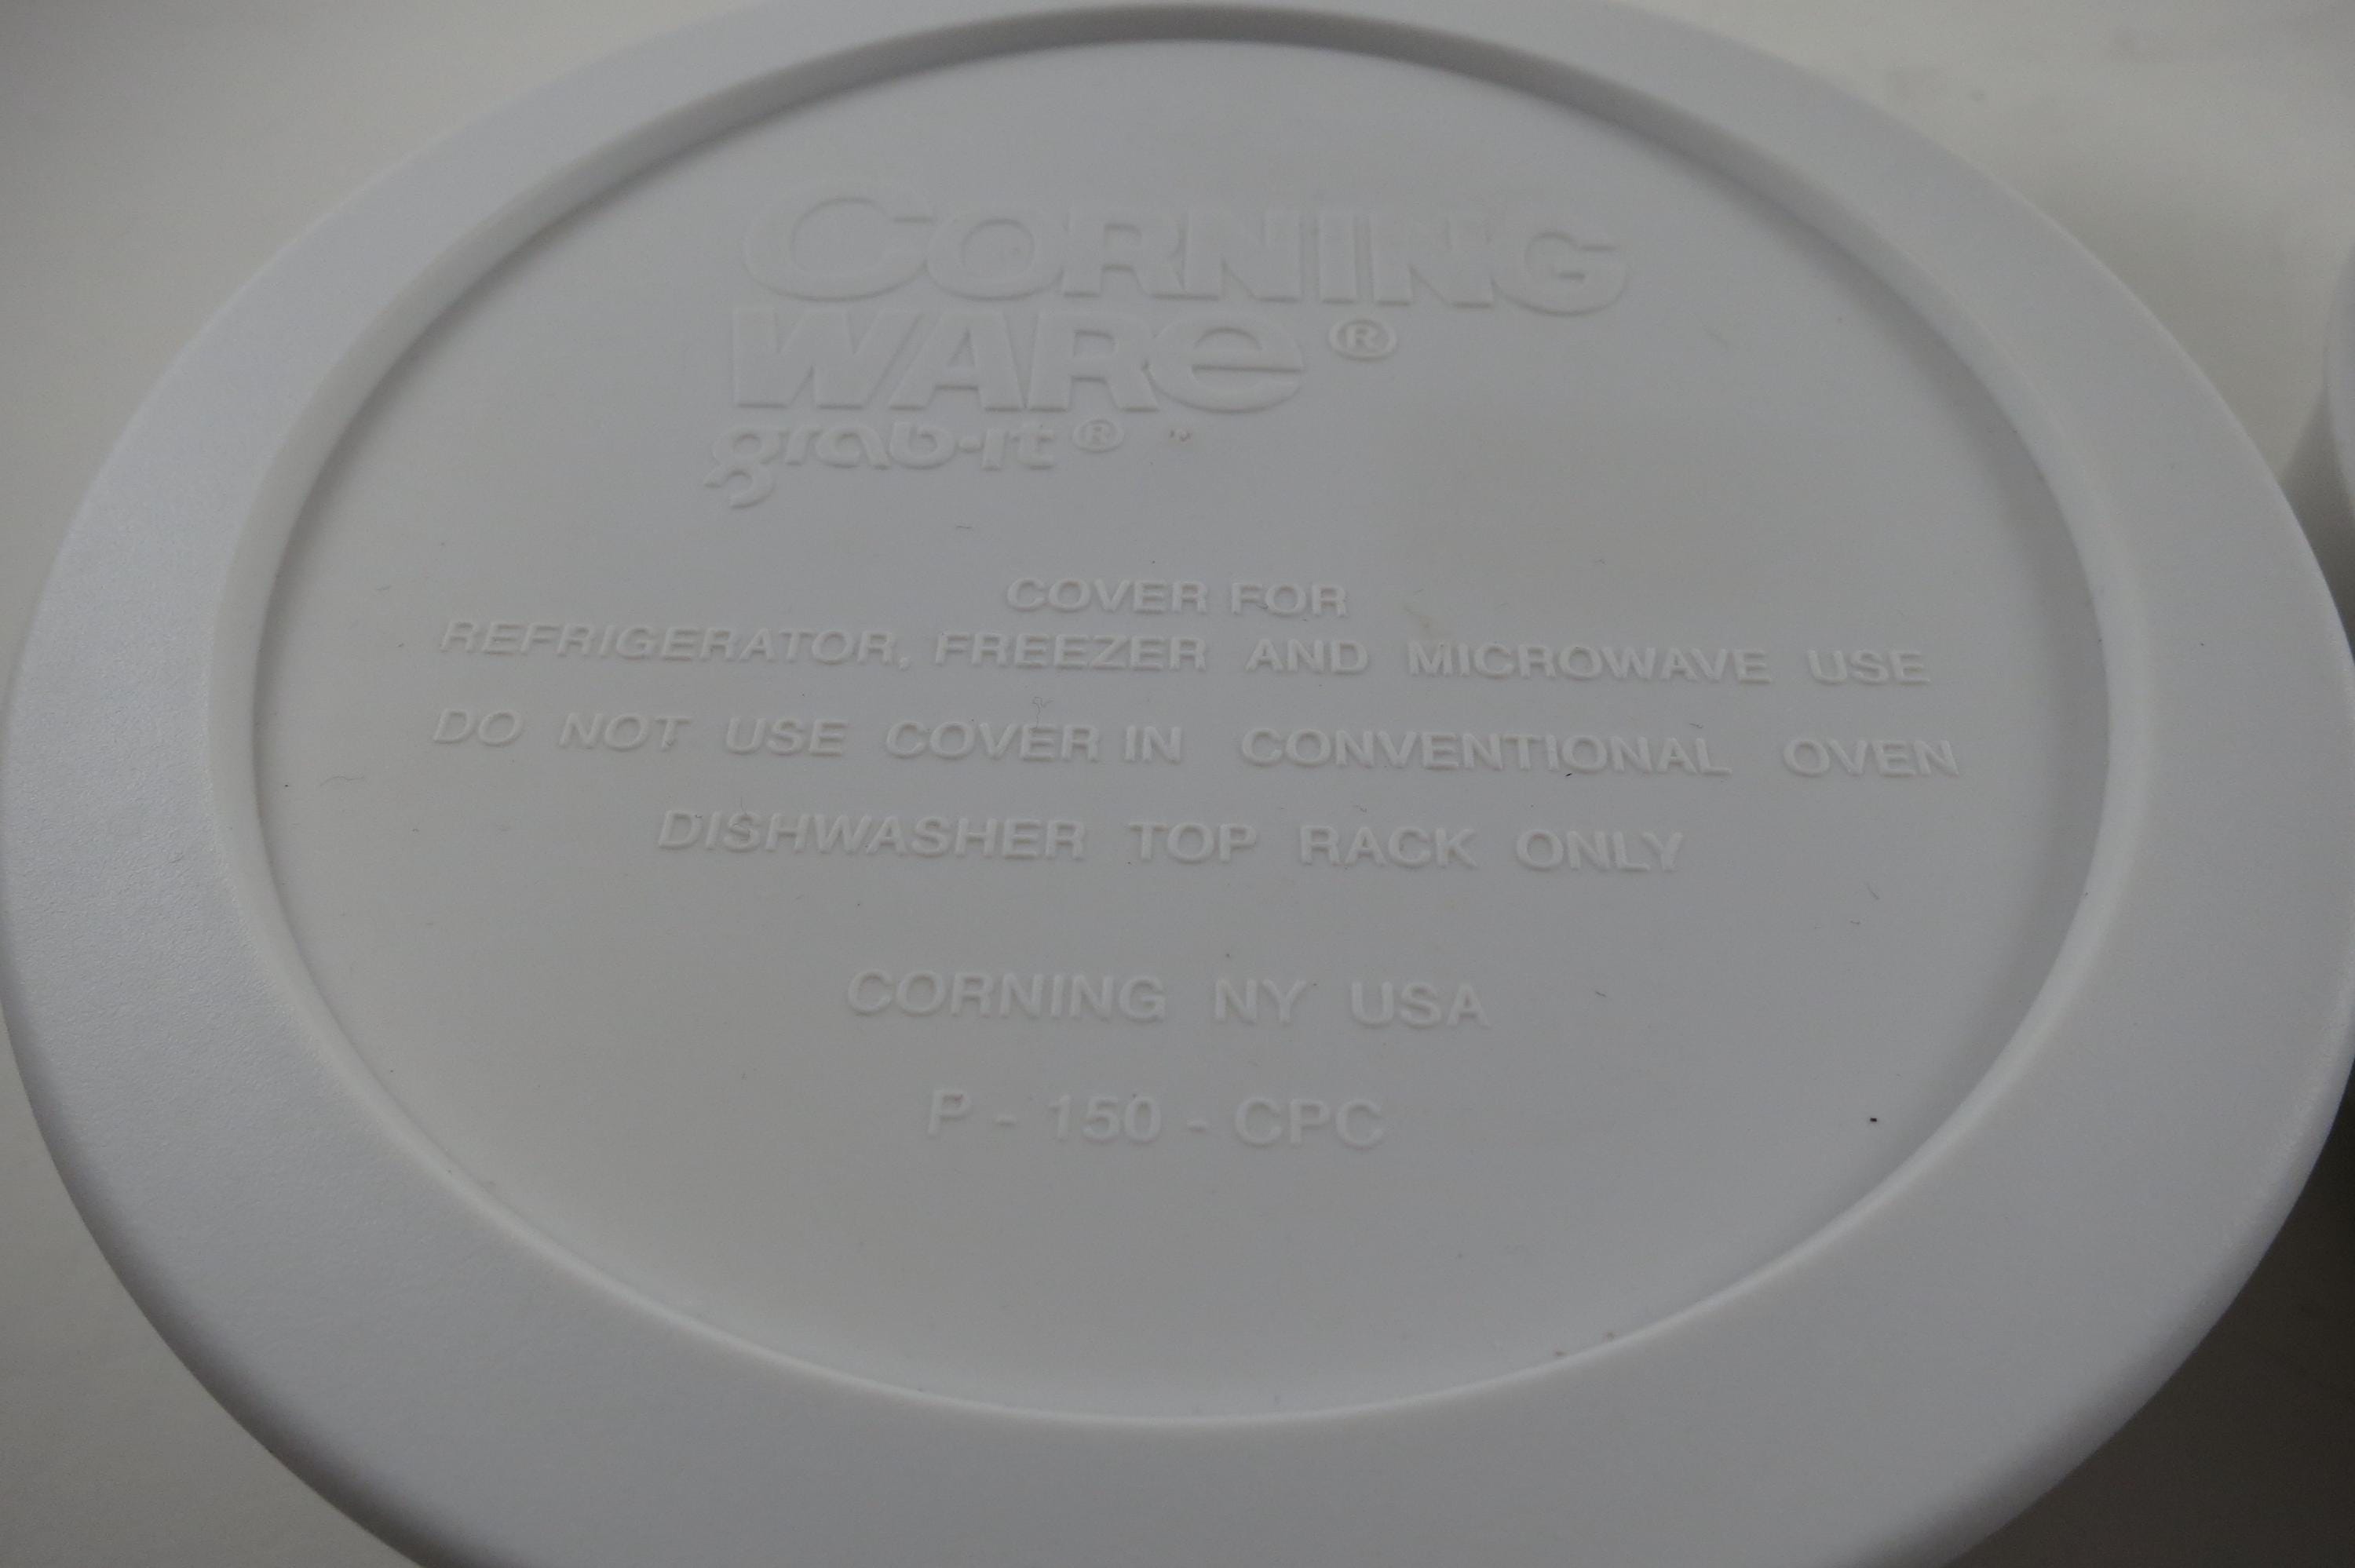 CORNING
WARe ®
grab-it ®
COVER FOR
REFRIGERATOR, FREEZER AND MICROWAVE USE
DO NOT USE COVER IN CONVENTIONAL OVEN
DISHWASHER TOP RACK ONLY
CORNING NY USA
P - 150 - CPC